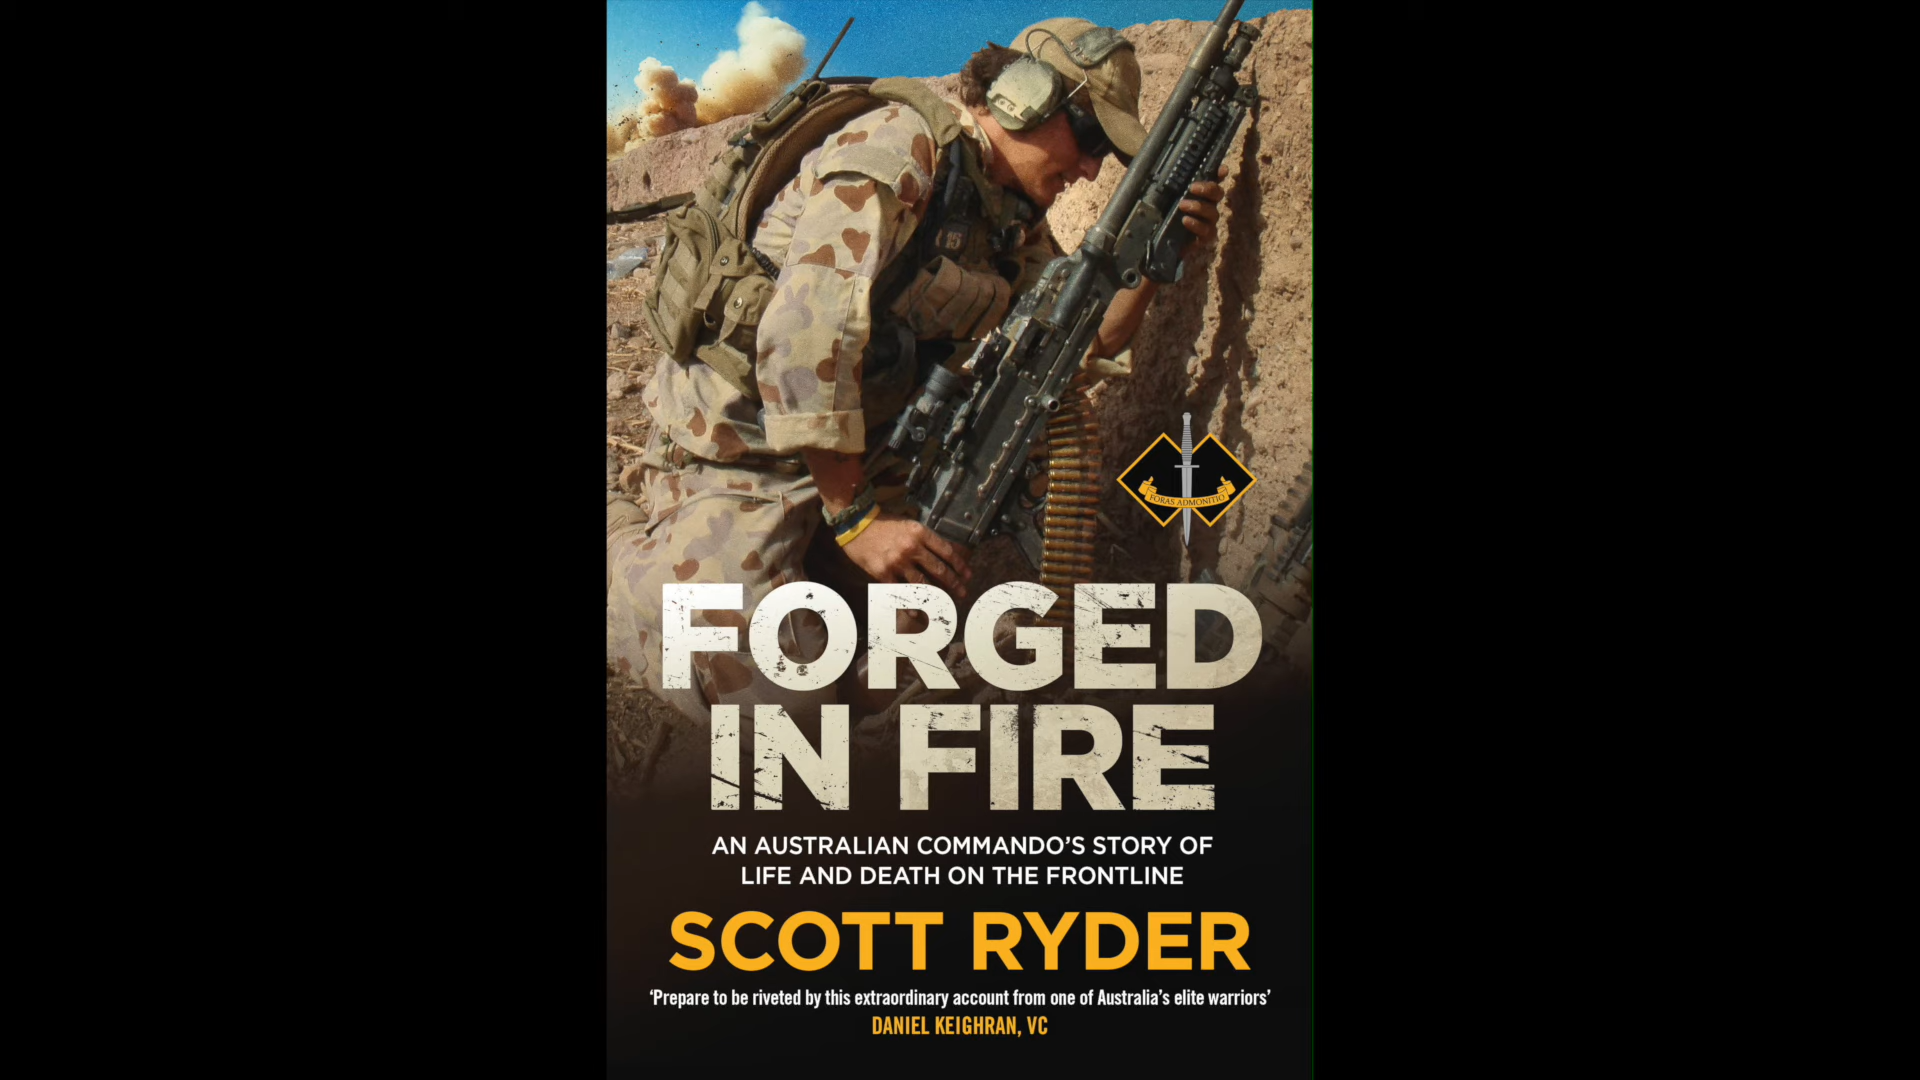 15
FORAS ADMONITIO
FORGED
IN FIRE
AN AUSTRALIAN COMMANDO'S STORY OF
LIFE AND DEATH ON THE FRONTLINE
SCOTT RYDER
‘Prepare to be riveted by this extraordinary account from one of Australia's elite warriors’
DANIEL KEIGHRAN, VC